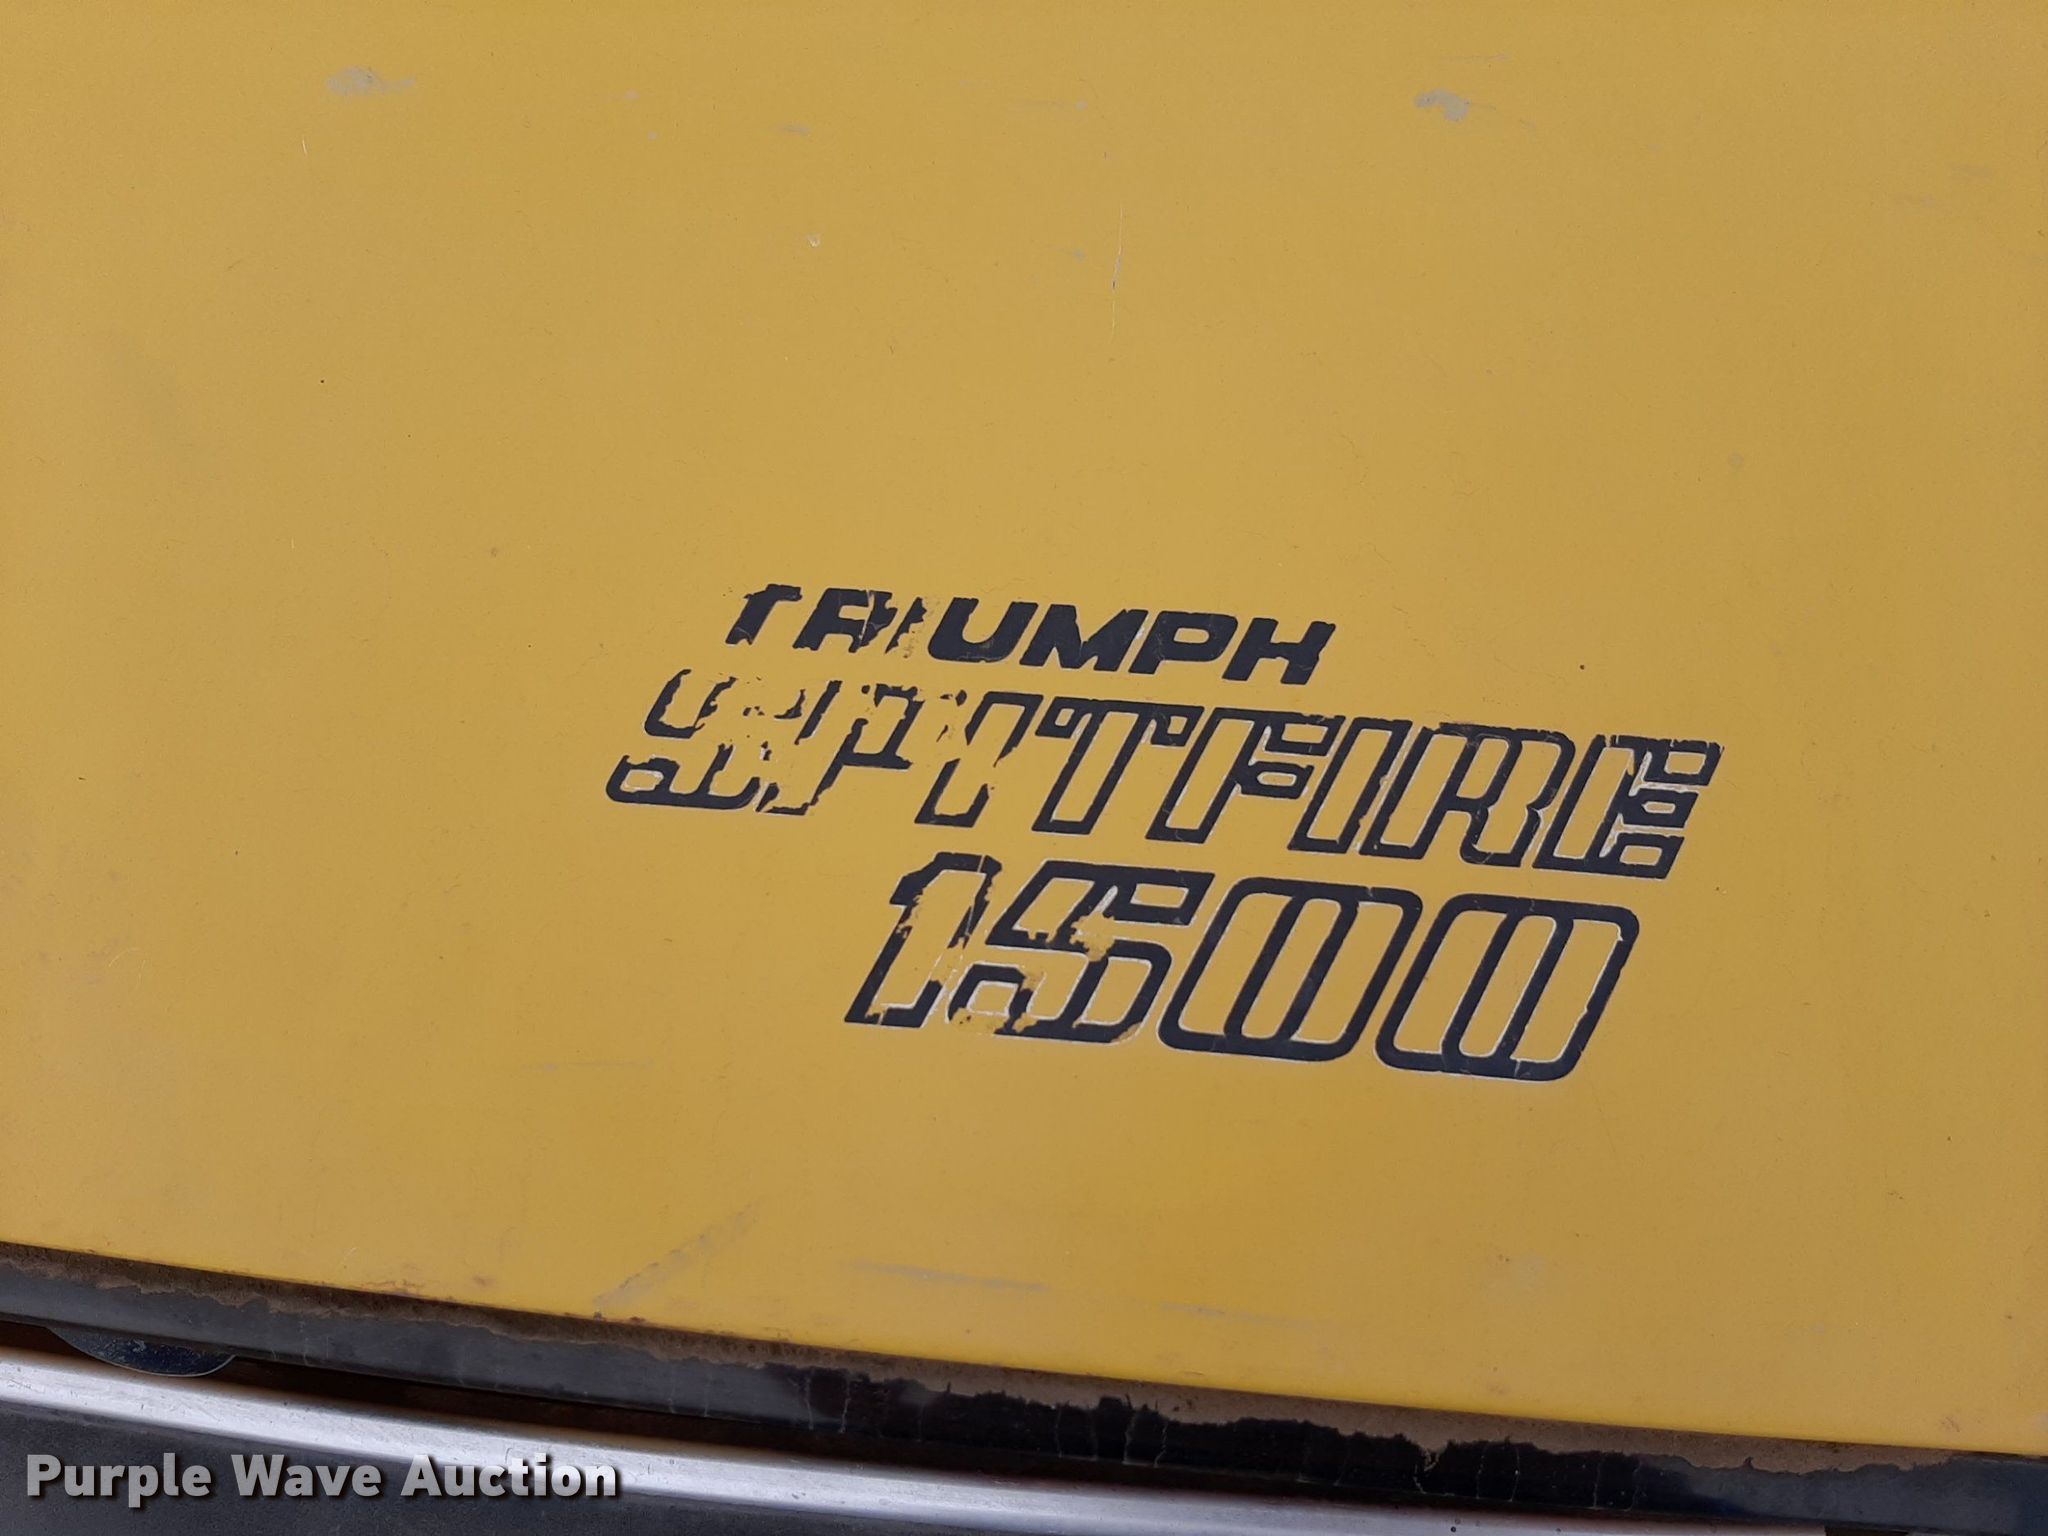 TRIUMPH
SPITFIRE
1500
Purple Wave Auction